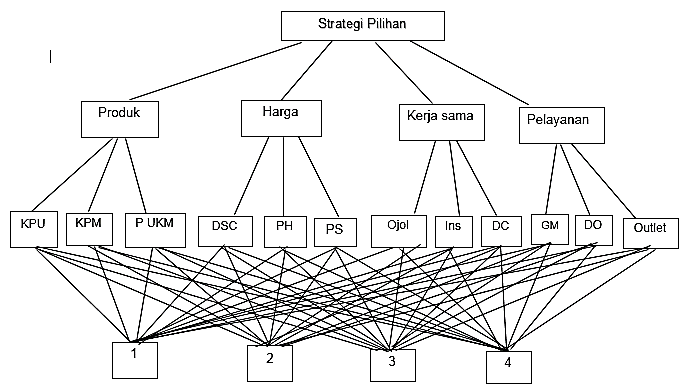 Strategi Pilihan
Produk
Harga
Kerja sama
Pelayanan
KPU
KPM
P UKM
DSC
PH
PS
Ojol
Ins
DC
GM
DO
Outlet
1
2
3
4